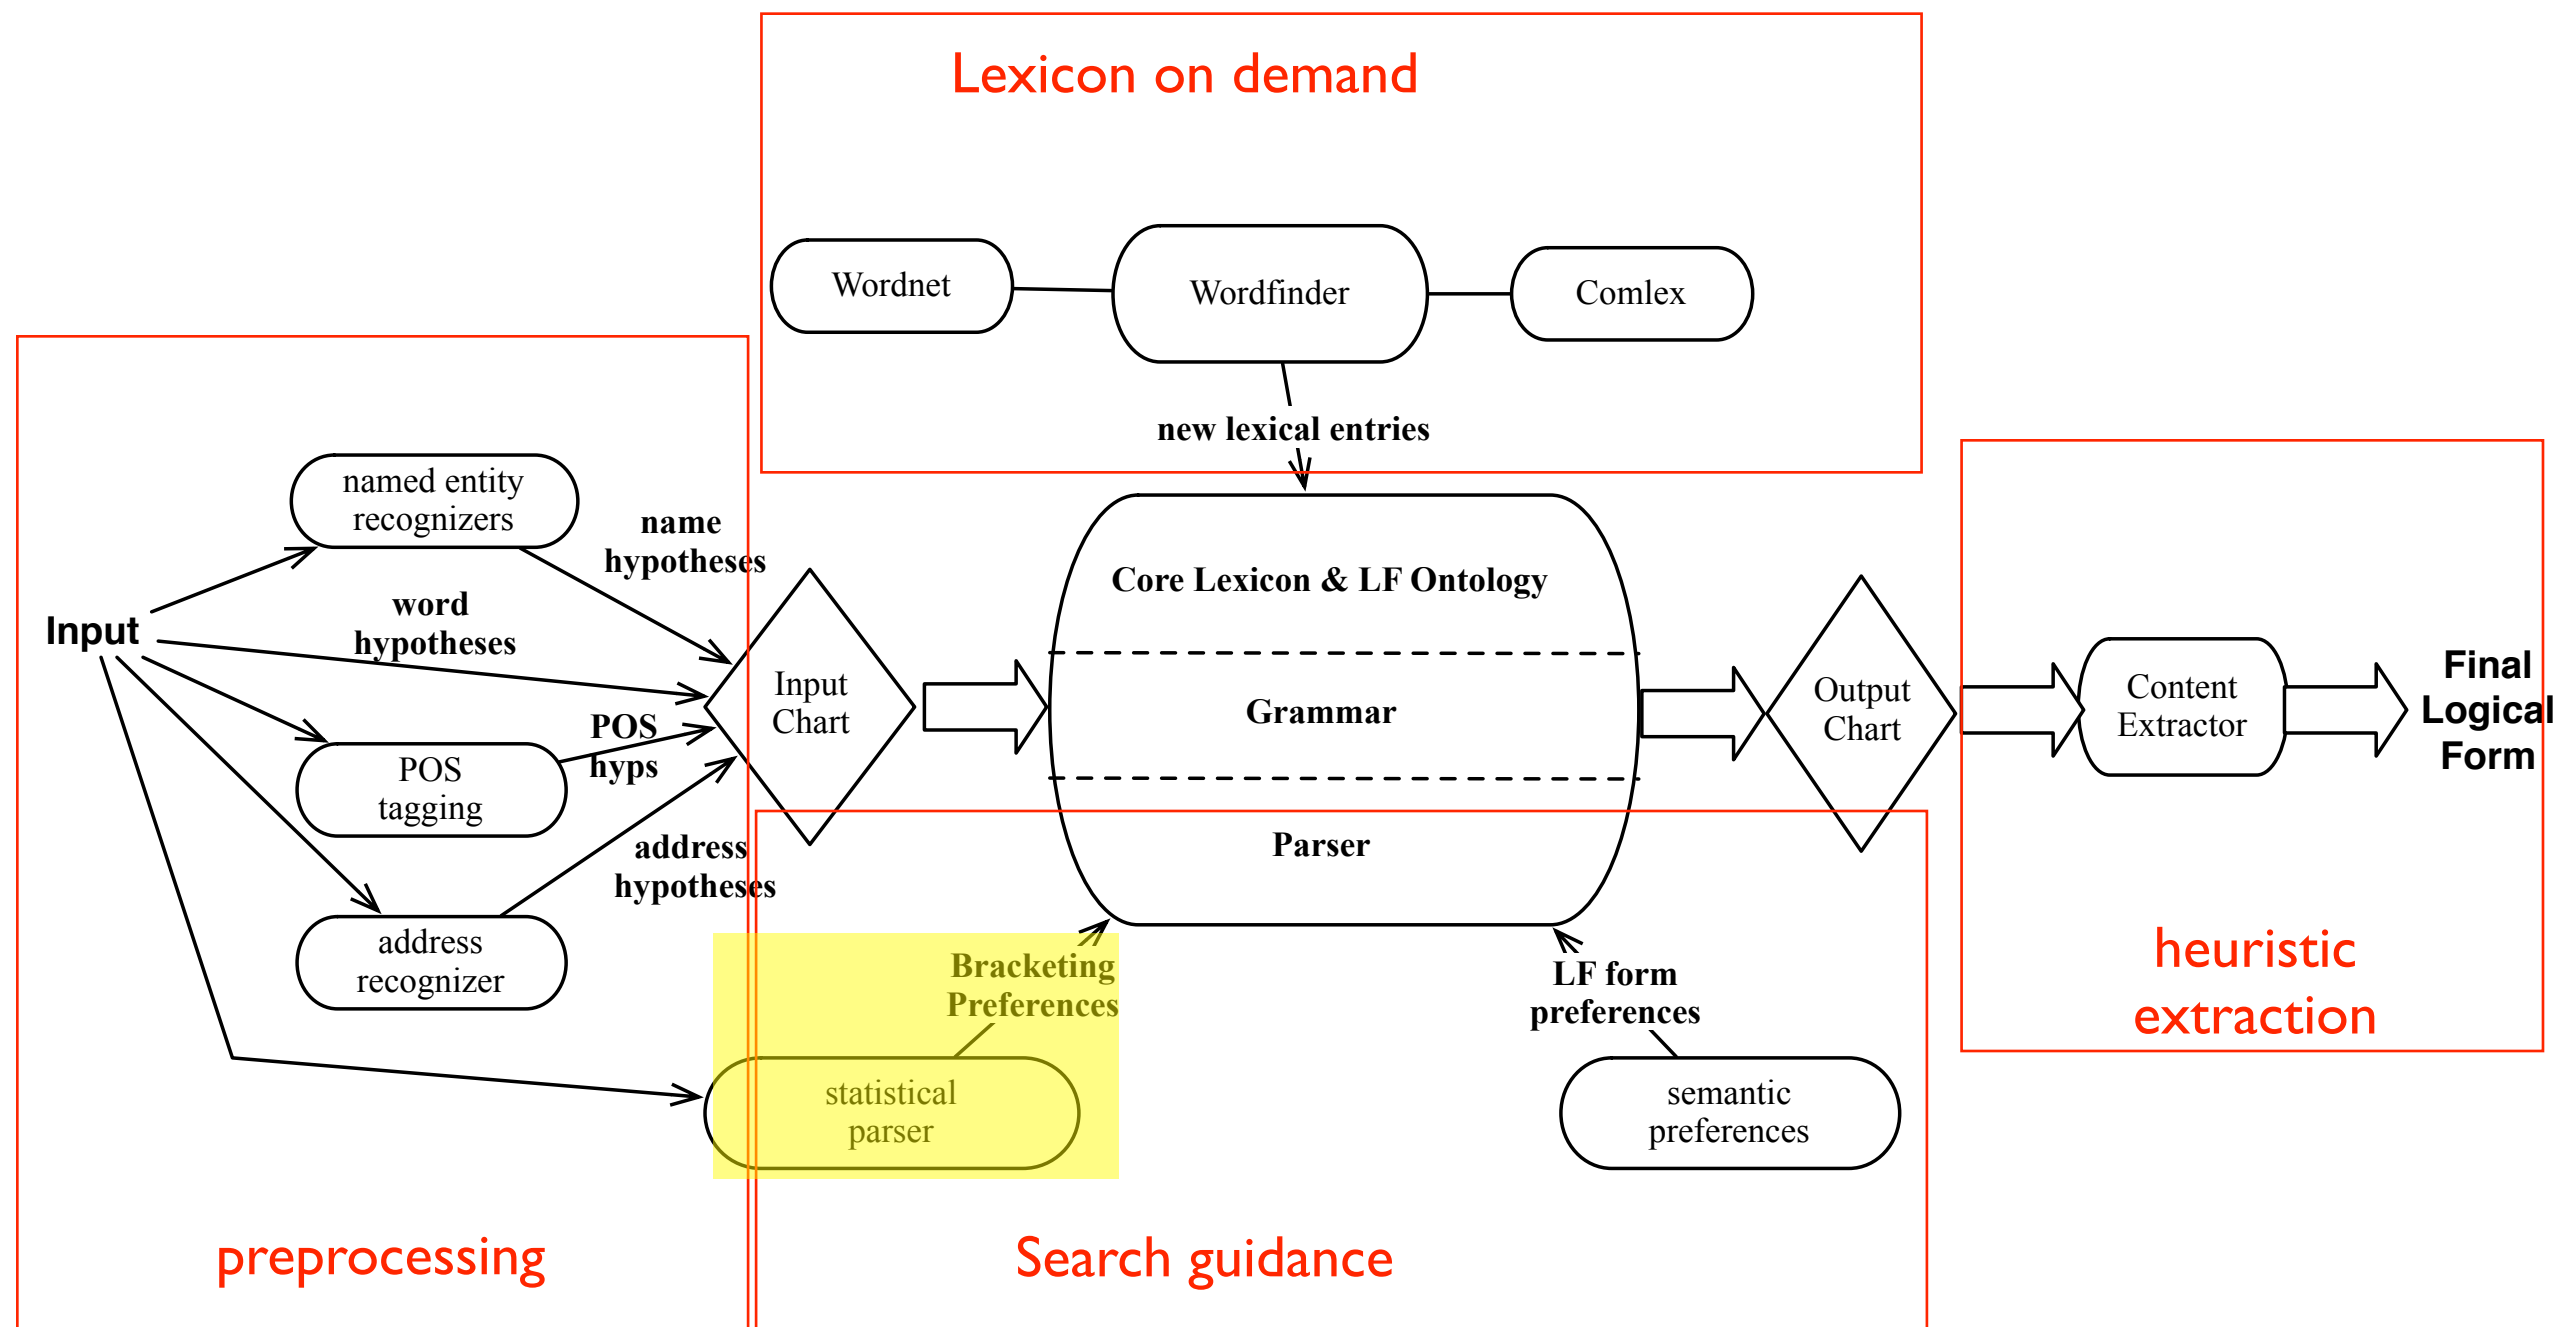 Lexicon on demand
Wordnet
Wordfinder
Comlex
new lexical entries
named entity
recognizers
name
hypotheses
word
hypotheses
Input
POS
hyps
POS
tagging
address
hypotheses
address
recognizer
Input
Chart
Core Lexicon & LF Ontology
Grammar
Parser
Output
Chart
Content
Extractor
Final
Logical
Form
Bracketing
Preferences
LF form
preferences
statistical
parser
semantic
preferences
heuristic
extraction
preprocessing
Search guidance